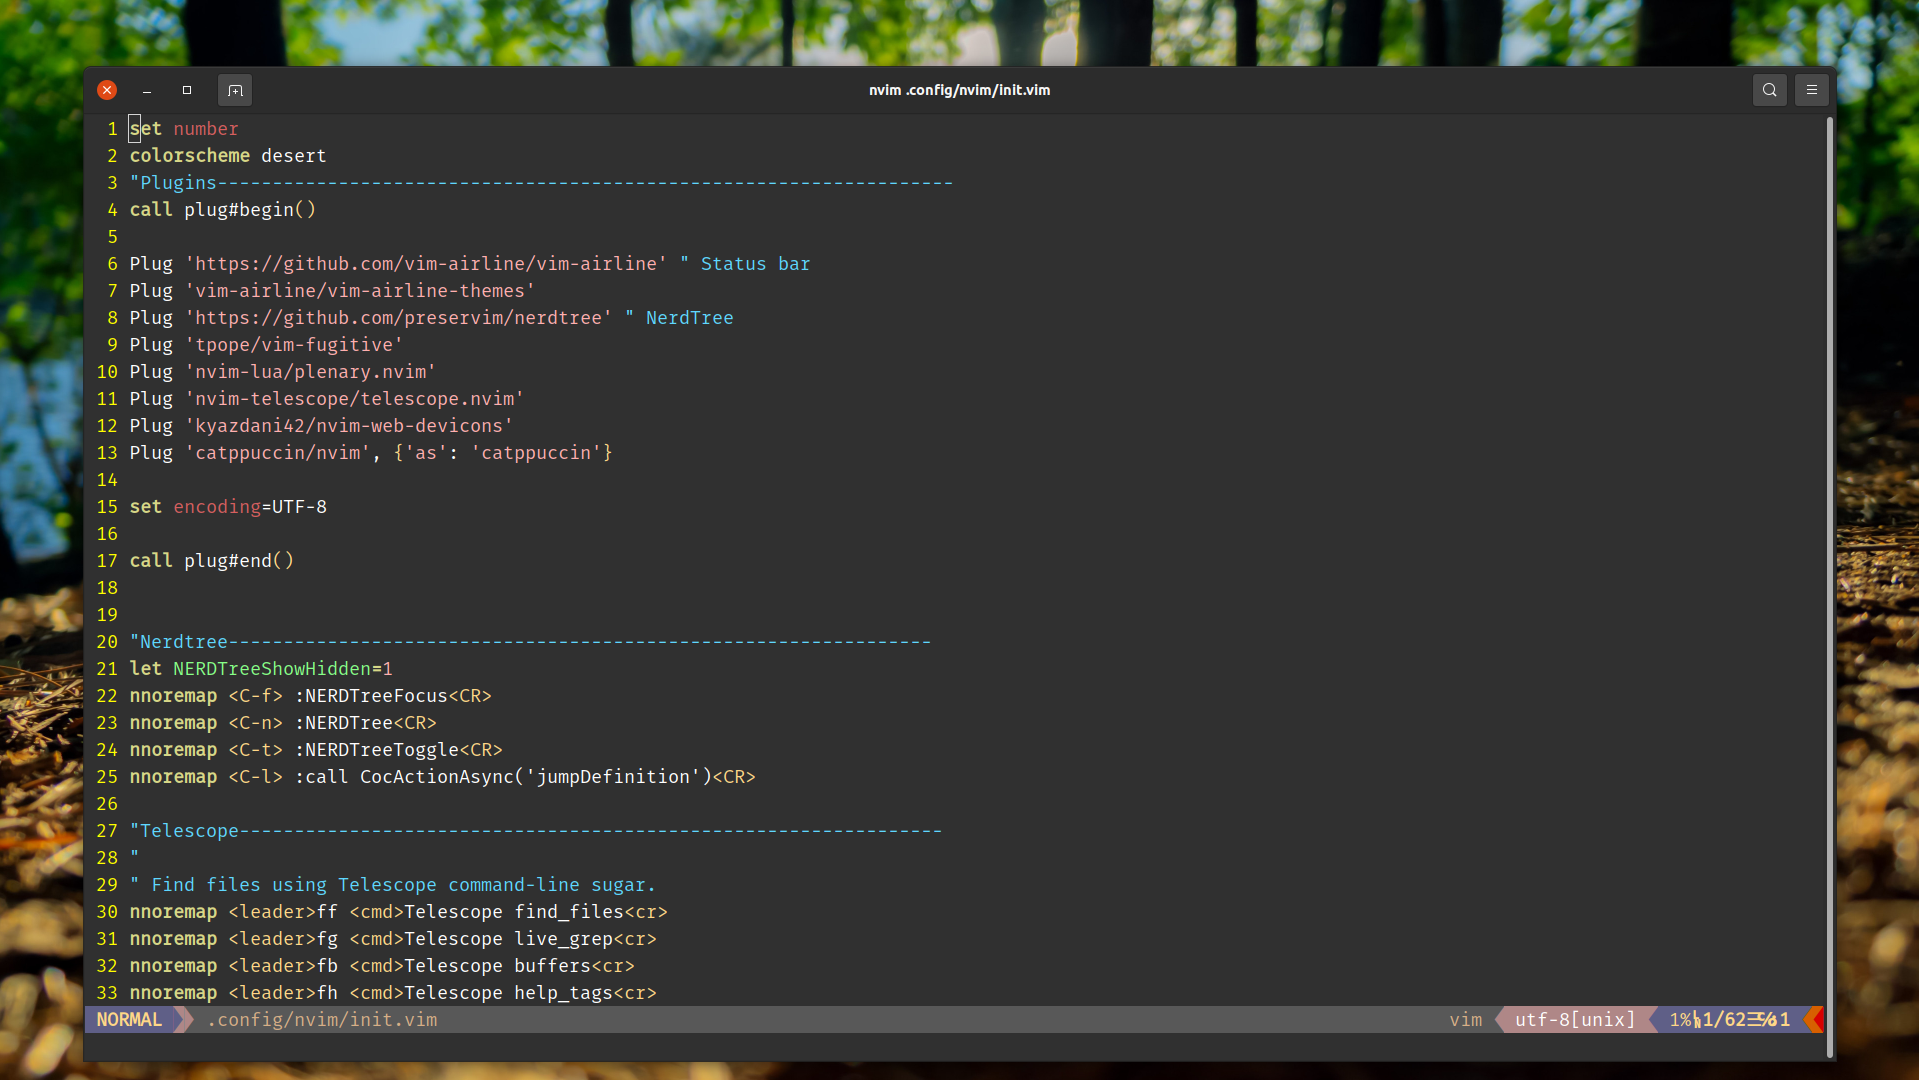 nvim .config/nvim/init.vim
1 set number
2 colorscheme desert
3 "Plugins-------------------------------------------------------------------
4 call plug#begin()
5
6 Plug 'https://github.com/vim-airline/vim-airline' " Status bar
7 Plug 'vim-airline/vim-airline-themes'
8 Plug 'https://github.com/preservim/nerdtree' " NerdTree
9 Plug 'tpope/vim-fugitive'
10 Plug 'nvim-lua/plenary.nvim'
11 Plug 'nvim-telescope/telescope.nvim'
12 Plug 'kyazdani42/nvim-web-devicons'
13 Plug 'catppuccin/nvim', {'as': 'catppuccin'}
14
15 set encoding=UTF-8
16
17 call plug#end()
18
19
20 "Nerdtree----------------------------------------------------------------
21 let NERDTreeShowHidden=1
22 nnoremap <C-f> :NERDTreeFocus<CR>
23 nnoremap <C-n> :NERDTree<CR>
24 nnoremap <C-t> :NERDTreeToggle<CR>
25 nnoremap <C-l> :call CocActionAsync('jumpDefinition')<CR>
26
27 "Telescope----------------------------------------------------------------
28 "
29 " Find files using Telescope command-line sugar.
30 nnoremap <leader>ff <cmd>Telescope find_files<cr>
31 nnoremap <leader>fg <cmd>Telescope live_grep<cr>
32 nnoremap <leader>fb <cmd>Telescope buffers<cr>
33 nnoremap <leader>fh <cmd>Telescope help_tags<cr>
NORMAL .config/nvim/init.vim vim utf-8[unix] 1% 1/62 1